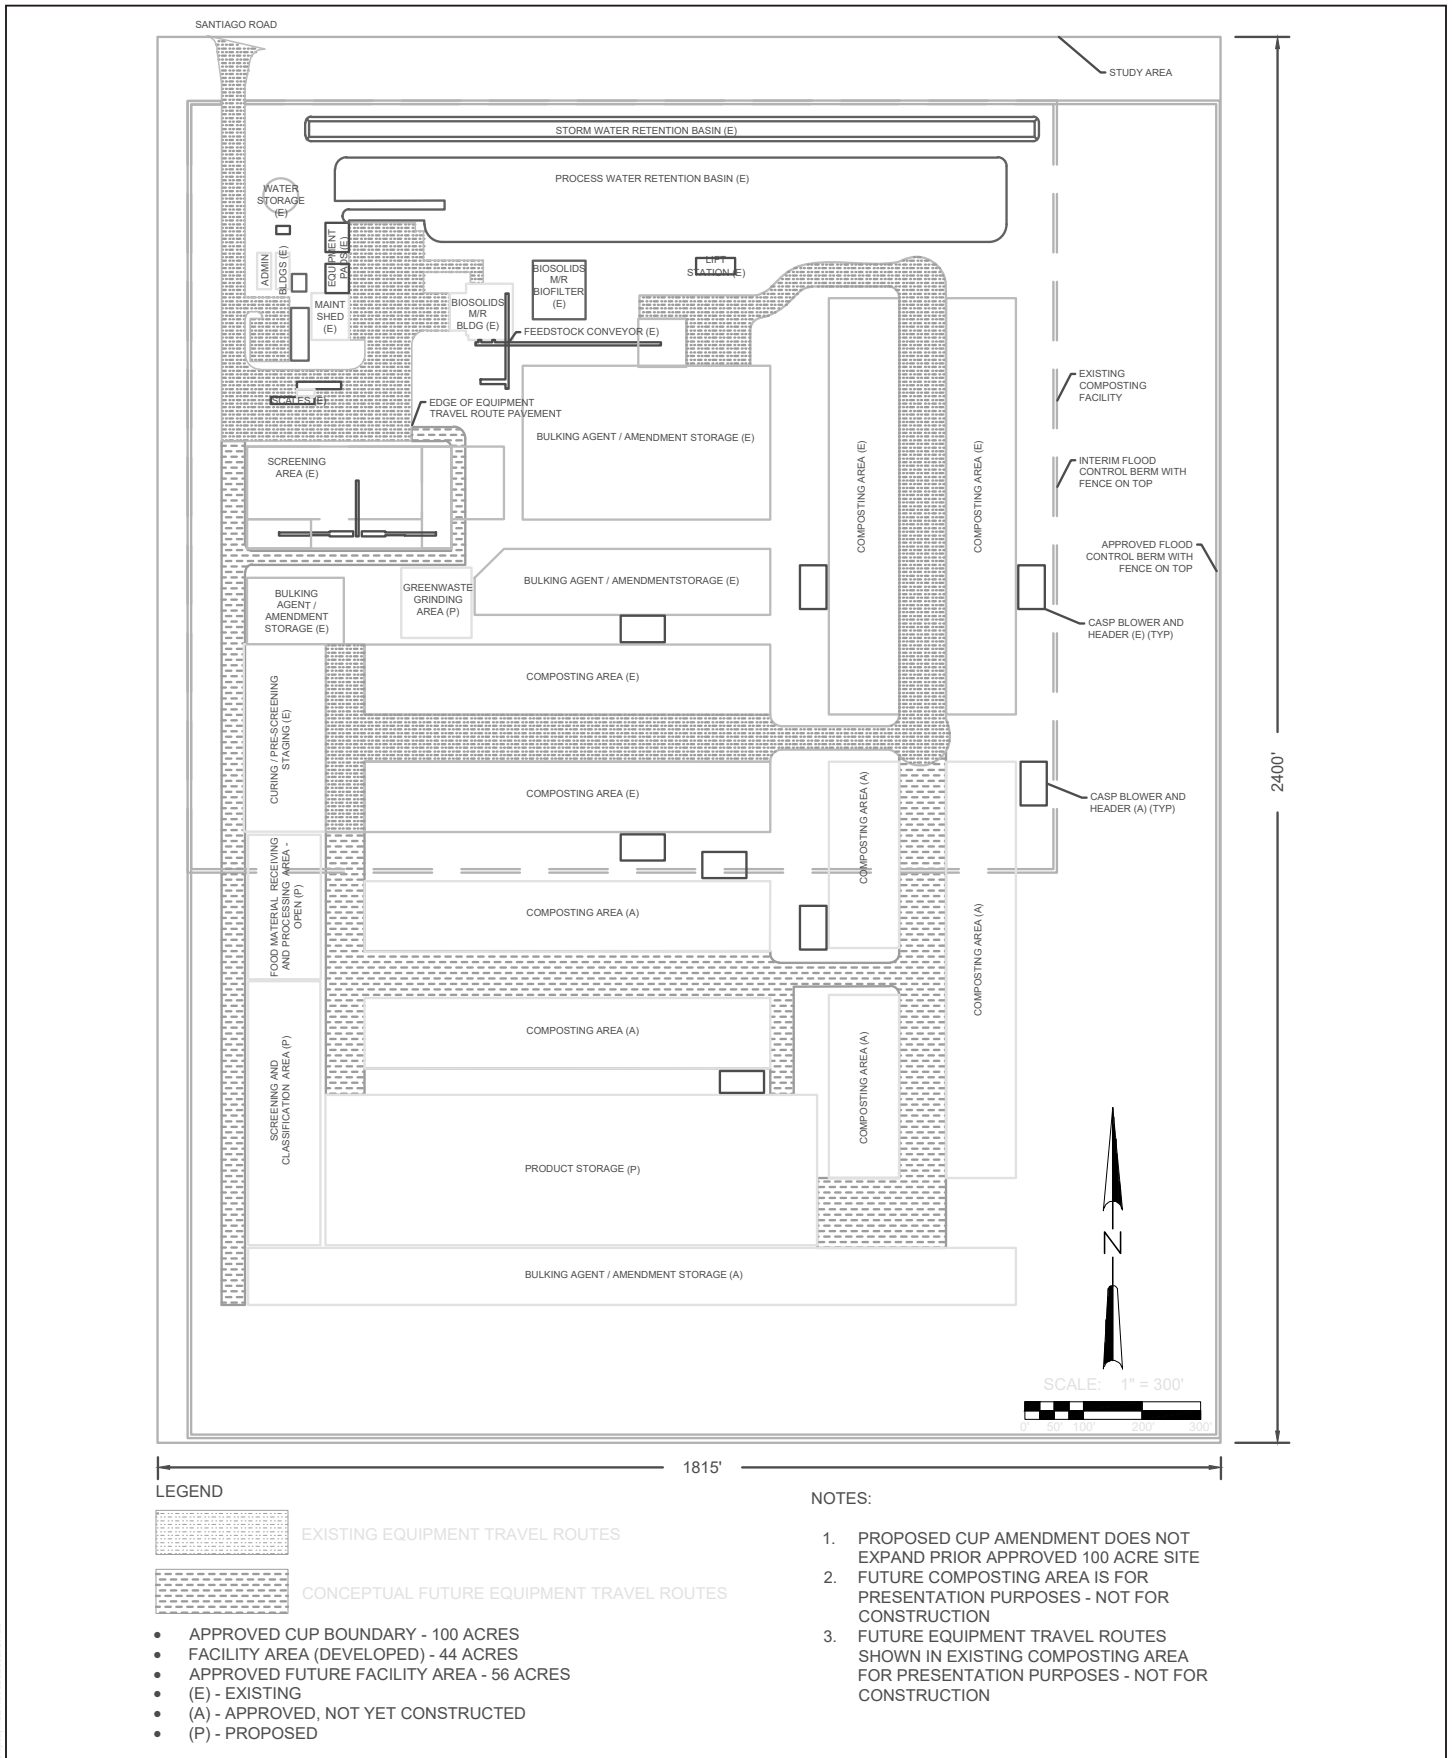 SANTIAGO ROAD
STUDY AREA
STORM WATER RETENTION BASIN (E)
PROCESS WATER RETENTION BASIN (E)
WATER
STORAGE
(E)
ADMIN
BLDGS (E)
EQUIPMENT
PADS (E)
MAINT
SHED
(E)
BIOSOLIDS
M/R
BLDG (E)
BIOSOLIDS
M/R
BIOFILTER
(E)
LIFT
STATION (E)
FEEDSTOCK CONVEYOR (E)
SCALES (E)
EDGE OF EQUIPMENT
TRAVEL ROUTE PAVEMENT
BULKING AGENT / AMENDMENT STORAGE (E)
SCREENING
AREA (E)
COMPOSTING AREA (E)
COMPOSTING AREA (E)
EXISTING
COMPOSTING
FACILITY
INTERIM FLOOD
CONTROL BERM WITH
FENCE ON TOP
APPROVED FLOOD
CONTROL BERM WITH
FENCE ON TOP
BULKING AGENT / AMENDMENTSTORAGE (E)
GREENWASTE
GRINDING
AREA (P)
BULKING
AGENT /
AMENDMENT
STORAGE (E)
CASP BLOWER AND
HEADER (E) (TYP)
COMPOSTING AREA (E)
CURING / PRE-SCREENING
STAGING (E)
2400'
COMPOSTING AREA (E)
COMPOSTING AREA (A)
CASP BLOWER AND
HEADER (A) (TYP)
FOOD MATERIAL RECEIVING
AND PROCESSING AREA -
OPEN (P)
COMPOSTING AREA (A)
COMPOSTING AREA (A)
COMPOSTING AREA (A)
COMPOSTING AREA (A)
SCREENING AND
CLASSIFICATION AREA (P)
PRODUCT STORAGE (P)
BULKING AGENT / AMENDMENT STORAGE (A)
N
SCALE: 1" = 300'
0' 50' 100' 200' 300'
1815'
LEGEND
EXISTING EQUIPMENT TRAVEL ROUTES
CONCEPTUAL FUTURE EQUIPMENT TRAVEL ROUTES
• APPROVED CUP BOUNDARY - 100 ACRES
• FACILITY AREA (DEVELOPED) - 44 ACRES
• APPROVED FUTURE FACILITY AREA - 56 ACRES
• (E) - EXISTING
• (A) - APPROVED, NOT YET CONSTRUCTED
• (P) - PROPOSED
NOTES:
1. PROPOSED CUP AMENDMENT DOES NOT
EXPAND PRIOR APPROVED 100 ACRE SITE
2. FUTURE COMPOSTING AREA IS FOR
PRESENTATION PURPOSES - NOT FOR
CONSTRUCTION
3. FUTURE EQUIPMENT TRAVEL ROUTES
SHOWN IN EXISTING COMPOSTING AREA
FOR PRESENTATION PURPOSES - NOT FOR
CONSTRUCTION